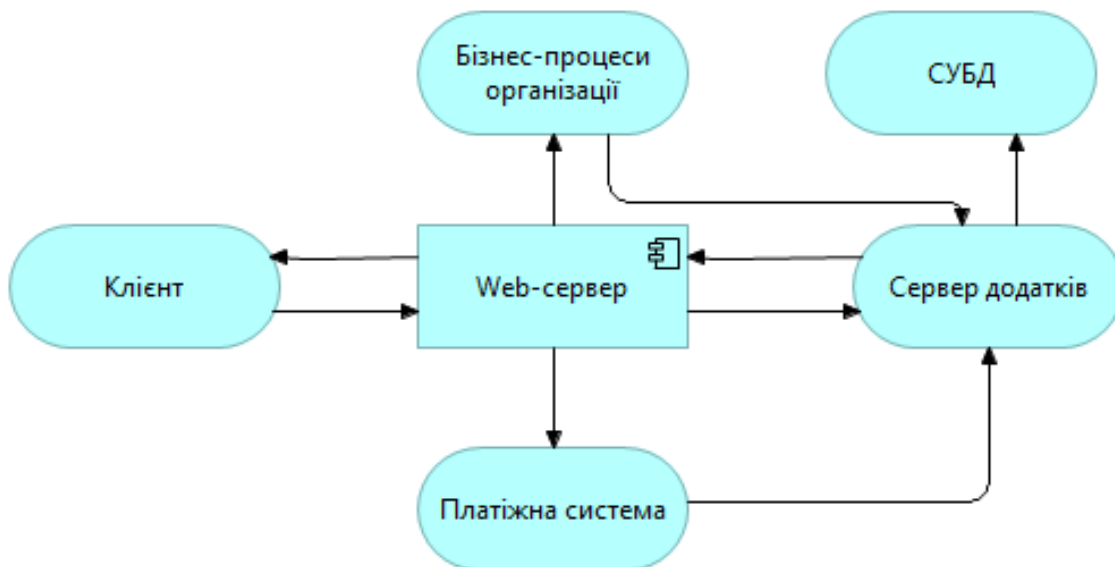 Бізнес-процеси
організації
СУБД
Клієнт
Web-сервер
Сервер додатків
Платіжна система